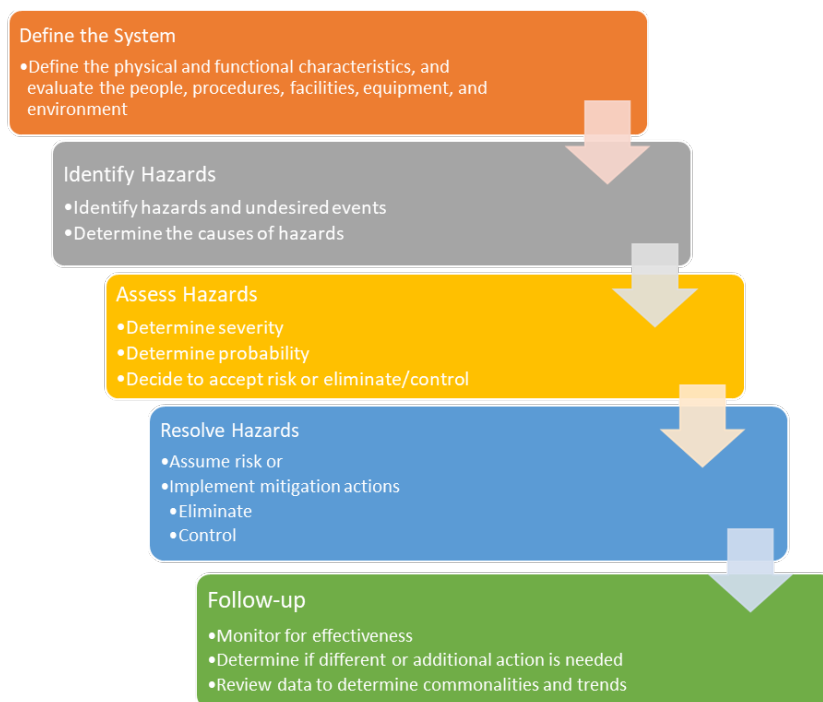 Define the System
•Define the physical and functional characteristics, and
evaluate the people, procedures, facilities, equipment, and
environment
Identify Hazards
•Identify hazards and undesired events
•Determine the causes of hazards
Assess Hazards
•Determine severity
•Determine probability
•Decide to accept risk or eliminate/control
Resolve Hazards
•Assume risk or
•Implement mitigation actions
•Eliminate
•Control
Follow-up
•Monitor for effectiveness
•Determine if different or additional action is needed
•Review data to determine commonalities and trends